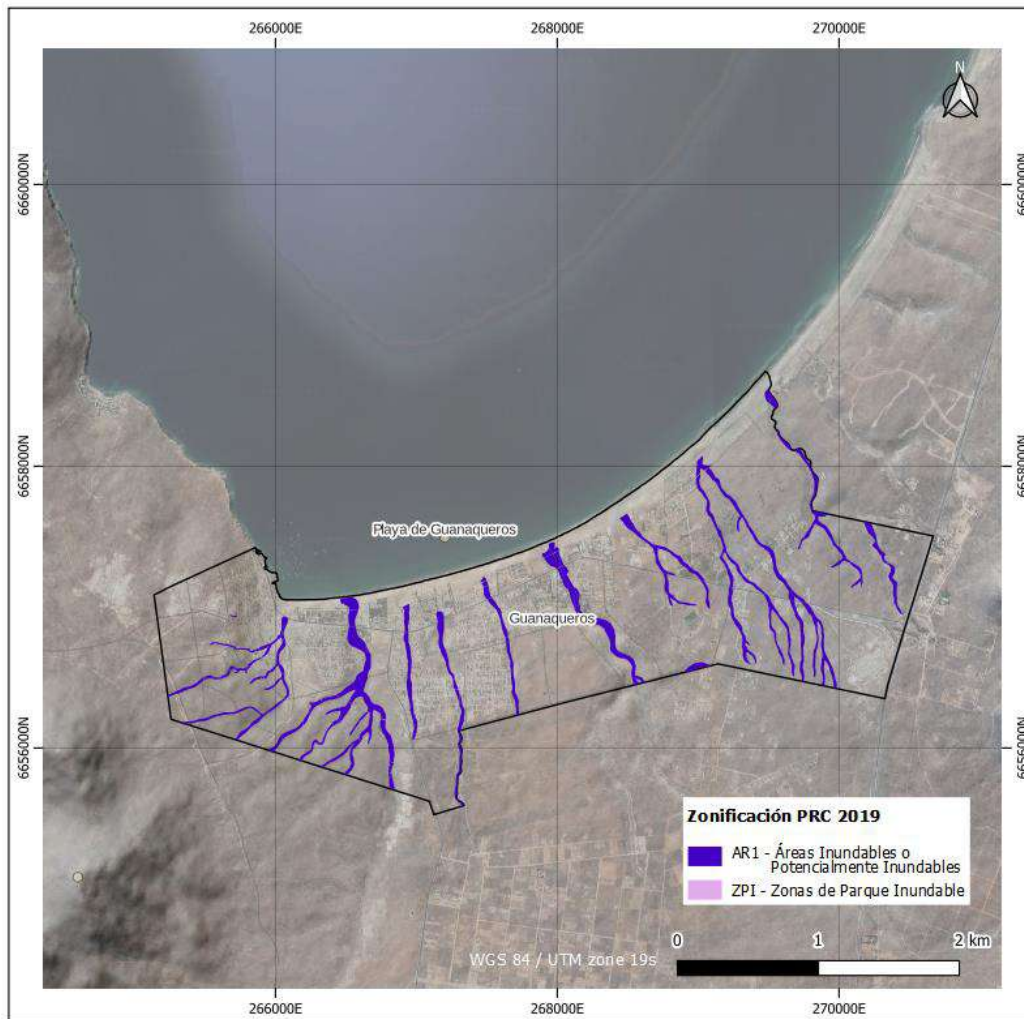 266000E 268000E 270000E
N
6660000N 6660000N
6658000N 6658000N
Playa de Guanaqueros
Guanaqueros
6656000N 6656000N
Zonificación PRC 2019
AR1 - Áreas Inundables o
Potencialmente Inundables
ZPI - Zonas de Parque Inundable
0 1 2 km
WGS 84 / UTM zone 19s
266000E 268000E 270000E